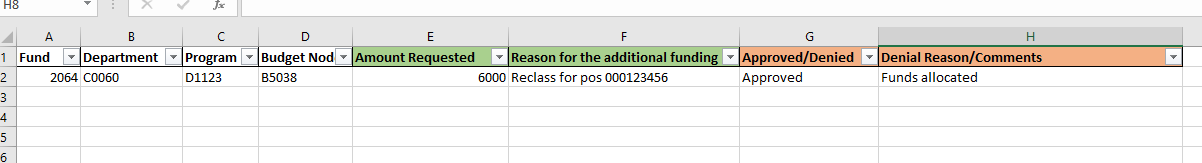 H8 fx
A B C D E F G H
1 Fund Department Program Budget Nod Amount Requested Reason for the additional funding Approved/Denied Denial Reason/Comments
2 2064 C0060 D1123 B5038 6000 Reclass for pos 000123456 Approved Funds allocated
3
4
5
6